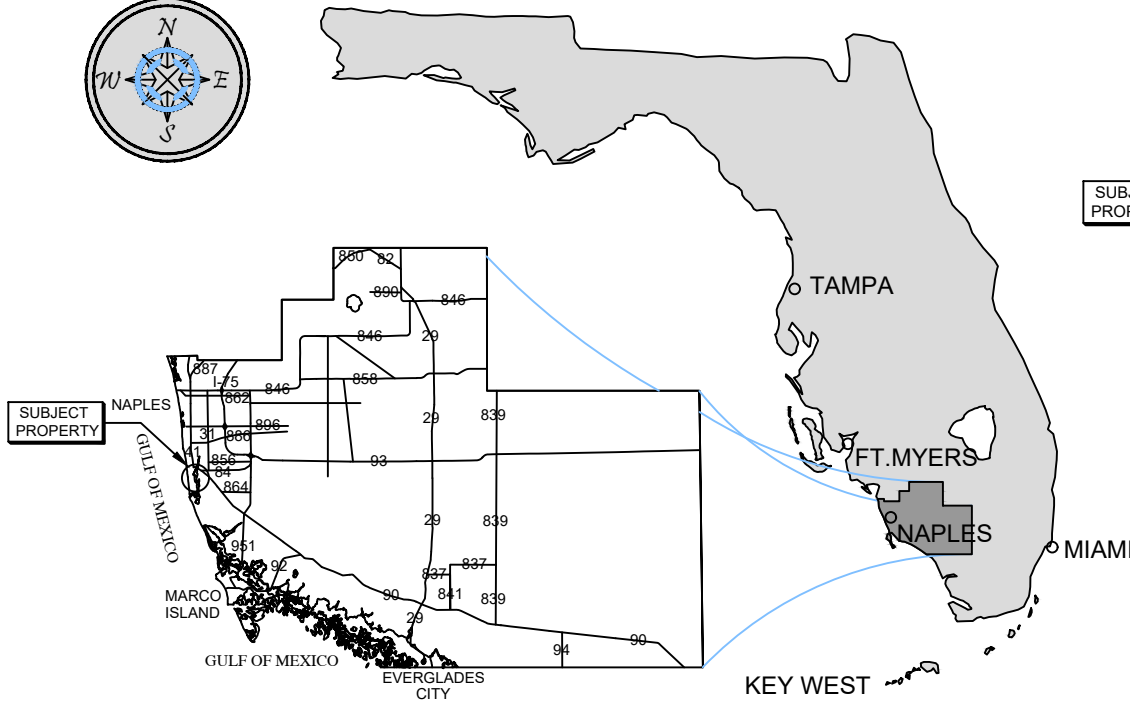 N
W E
S
SUBJ
PROP
TAMPA
850 82
890
846
846
29
887
I-75
858
846
862
SUBJECT
PROPERTY
NAPLES
29
839
896
31
886
41
856
93
84
864
GULF OF MEXICO
FT.MYERS
NAPLES
MIAMI
29
839
951
92
837
837
841
90
839
29
MARCO
ISLAND
94
90
GULF OF MEXICO
EVERGLADES
CITY
KEY WEST